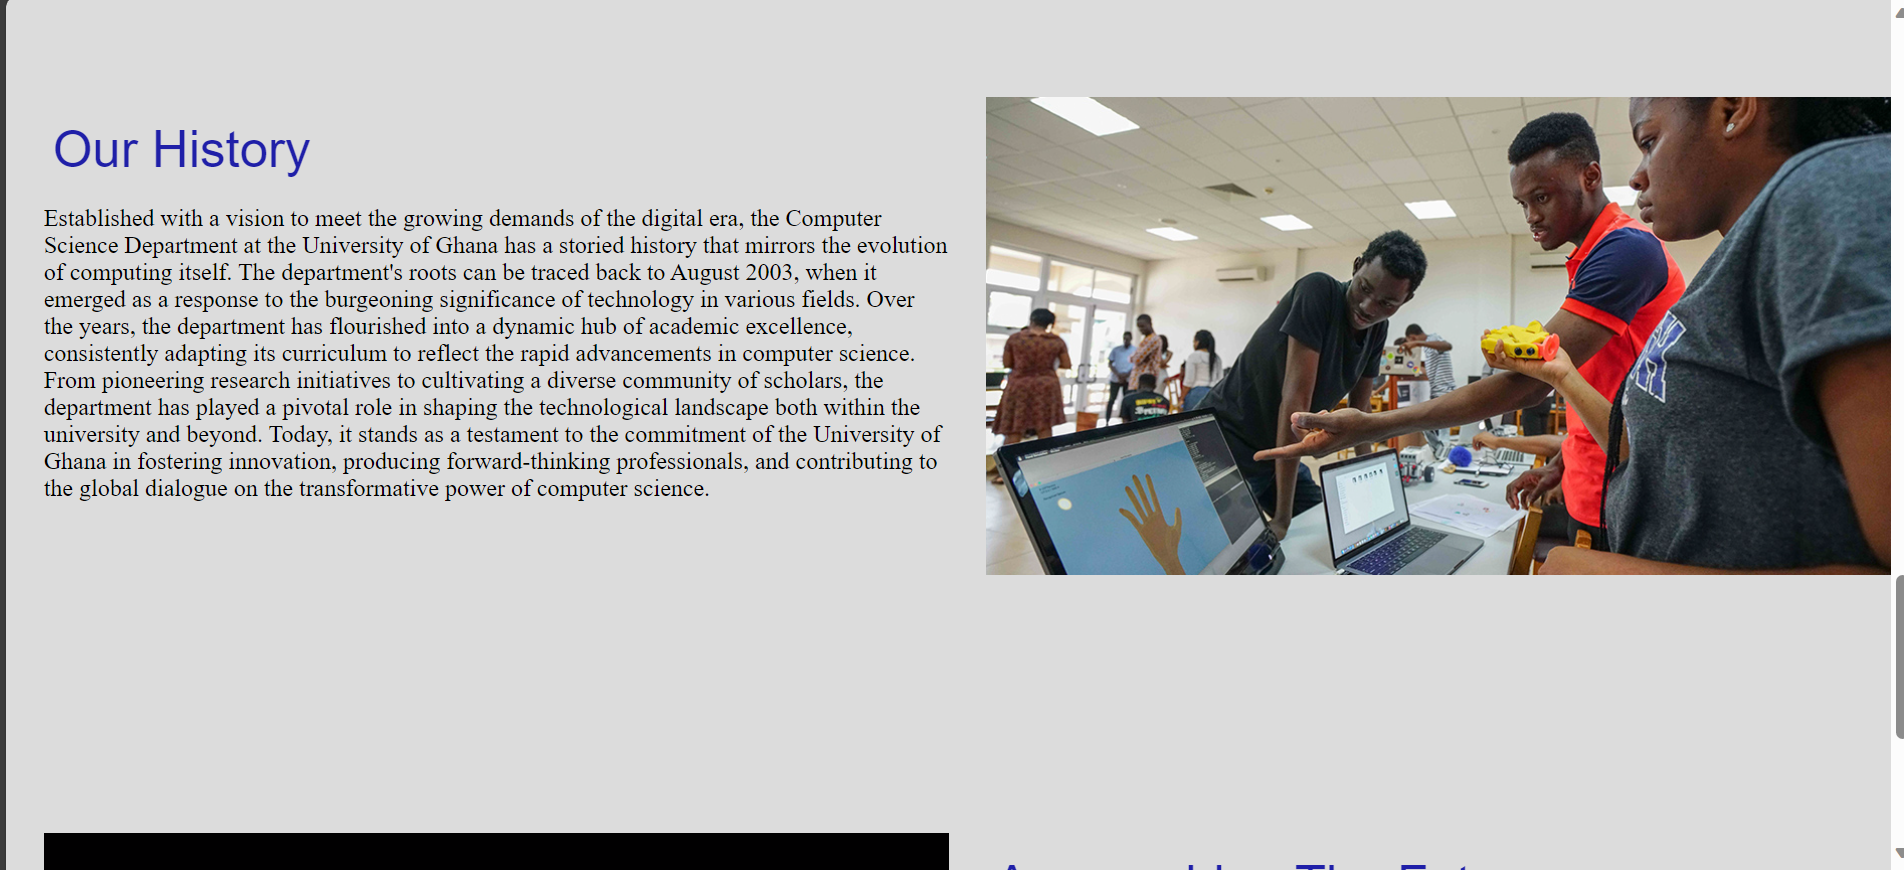 Our History
Established with a vision to meet the growing demands of the digital era, the Computer
Science Department at the University of Ghana has a storied history that mirrors the evolution
of computing itself. The department's roots can be traced back to August 2003, when it
emerged as a response to the burgeoning significance of technology in various fields. Over
the years, the department has flourished into a dynamic hub of academic excellence,
consistently adapting its curriculum to reflect the rapid advancements in computer science.
From pioneering research initiatives to cultivating a diverse community of scholars, the
department has played a pivotal role in shaping the technological landscape both within the
university and beyond. Today, it stands as a testament to the commitment of the University of
Ghana in fostering innovation, producing forward-thinking professionals, and contributing to
the global dialogue on the transformative power of computer science.